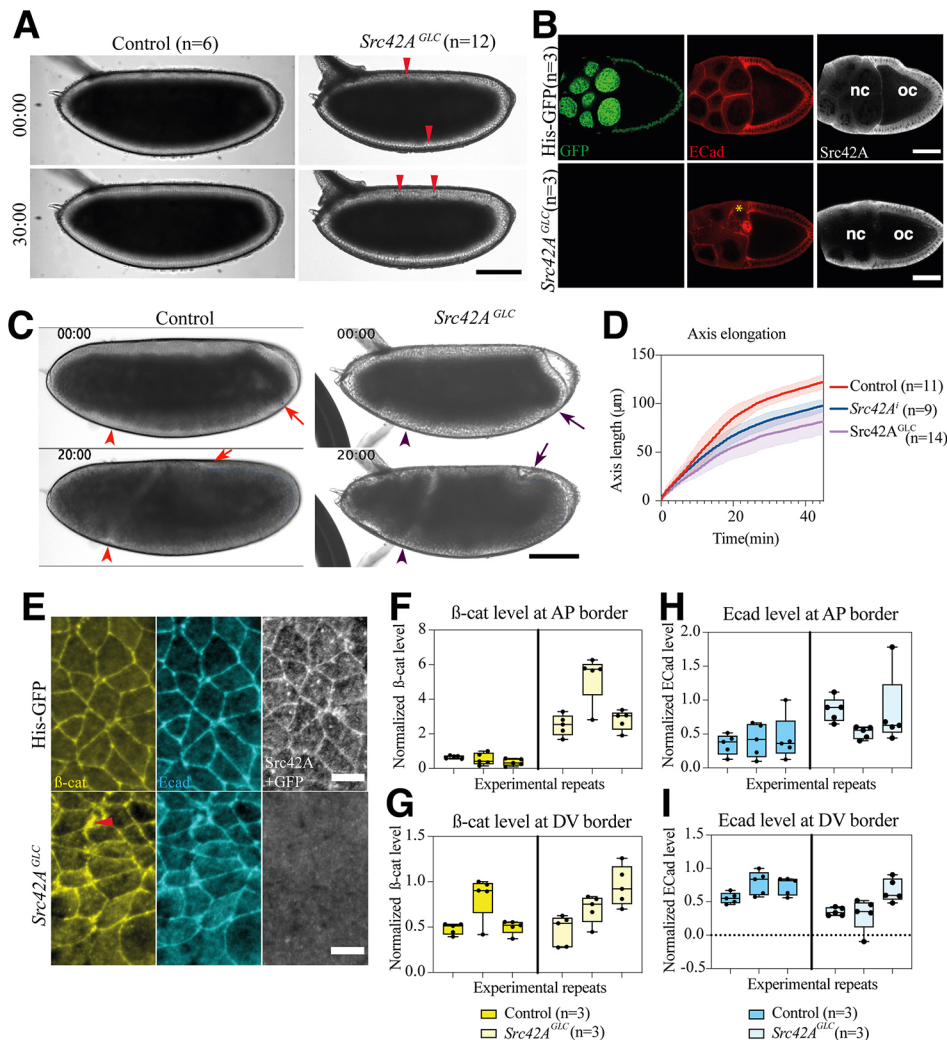 A
Control (n=6)
Src42A GLC (n=12)
00:00
30:00
B
His-GFP(n=3)
Src42A GLC(n=3)
GFP
ECad
Src42A
nc
oc
*
nc
oc
C
Control
Src42A GLC
00:00
00:00
20:00
20:00
D
Axis elongation
Axis length (μm)
150
100
50
0
0
20
40
Time(min)
Control (n=11)
Src42Ai (n=9)
Src42AGLC (n=14)
E
His-GFP
Src42A GLC
ß-cat
Ecad
Src42A
+GFP
F
ß-cat level at AP border
Normalized ß-cat level
8
6
4
2
0
Experimental repeats
G
ß-cat level at DV border
Normalized ß-cat level
1.5
1.0
0.5
0.0
Experimental repeats
Control (n=3)
Src42AGLC(n=3)
H
Ecad level at AP border
Normalized ECad level
2.0
1.5
1.0
0.5
0.0
Experimental repeats
I
Ecad level at DV border
Normalized ECad level
1.5
1.0
0.5
0.0
-0.5
Experimental repeats
Control (n=3)
Src42AGLC(n=3)